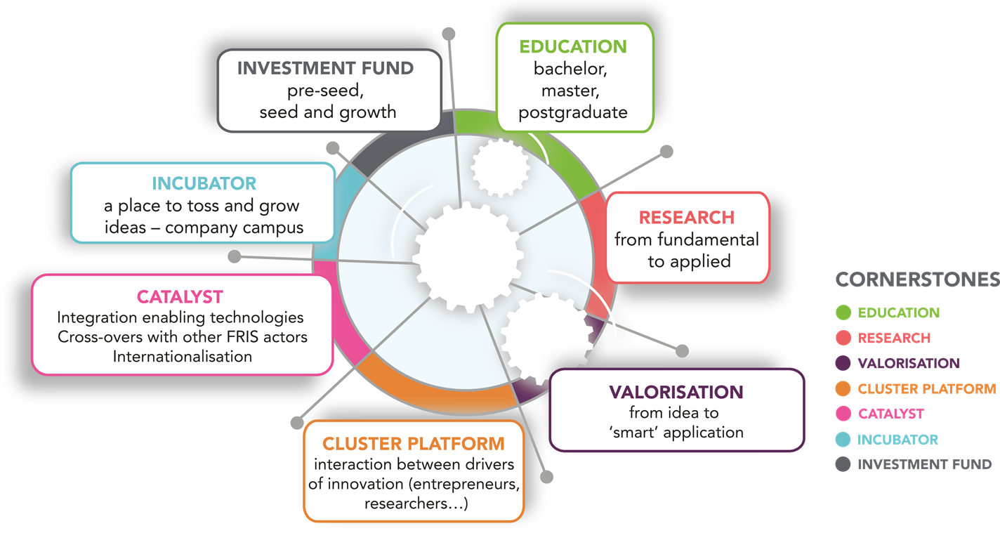 INVESTMENT FUND
pre-seed,
seed and growth
EDUCATION
bachelor,
master,
postgraduate
INCUBATOR
a place to toss and grow
ideas – company campus
RESEARCH
from fundamental
to applied
CATALYST
Integration enabling technologies
Cross-overs with other FRIS actors
Internationalisation
VALORISATION
from idea to
‘smart’ application
CLUSTER PLATFORM
interaction between drivers
of innovation (entrepreneurs,
researchers...)
CORNERSTONES
EDUCATION
RESEARCH
VALORISATION
CLUSTER PLATFORM
CATALYST
INCUBATOR
INVESTMENT FUND